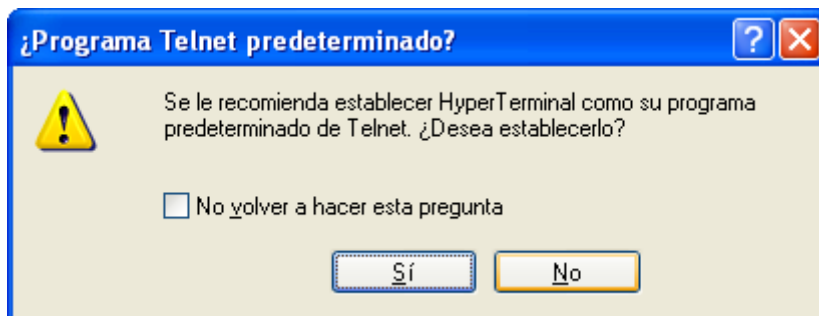 ¿Programa Telnet predeterminado?
Se le recomienda establecer HyperTerminal como su programa
predeterminado de Telnet. ¿Desea establecerlo?
No volver a hacer esta pregunta
Sí
No